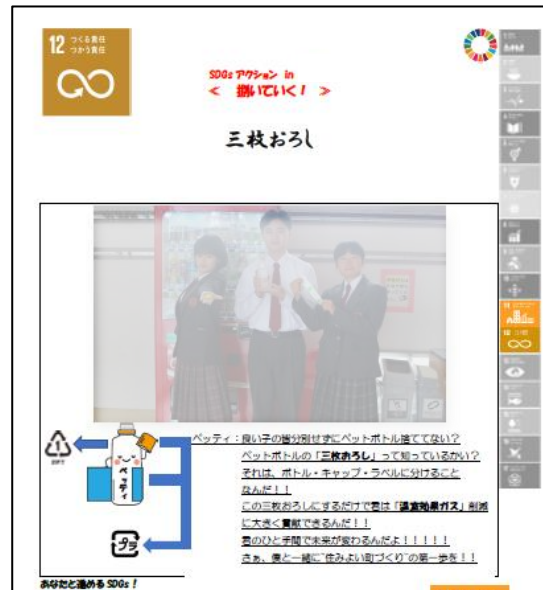 12 つくる責任
つかう責任
SDGs アクション in
＜ 捌いていく！ ＞
三枚おろし
ペッティ
プラ
ペッティ：良い子の皆分別せずにペットボトル捨ててない？
ペットボトルの「三枚おろし」って知っているかい？
それは、ボトル・キャップ・ラベルに分けること
なんだ！！
この三枚おろしにするだけで君は「温室効果ガス」削減
に大きく貢献できるんだ！！
君のひと手間で未来が変わるんだよ！！！！！
さぁ、僕と一緒に“住みよい町づくり”の第一歩を！！
あなたと進める SDGs！